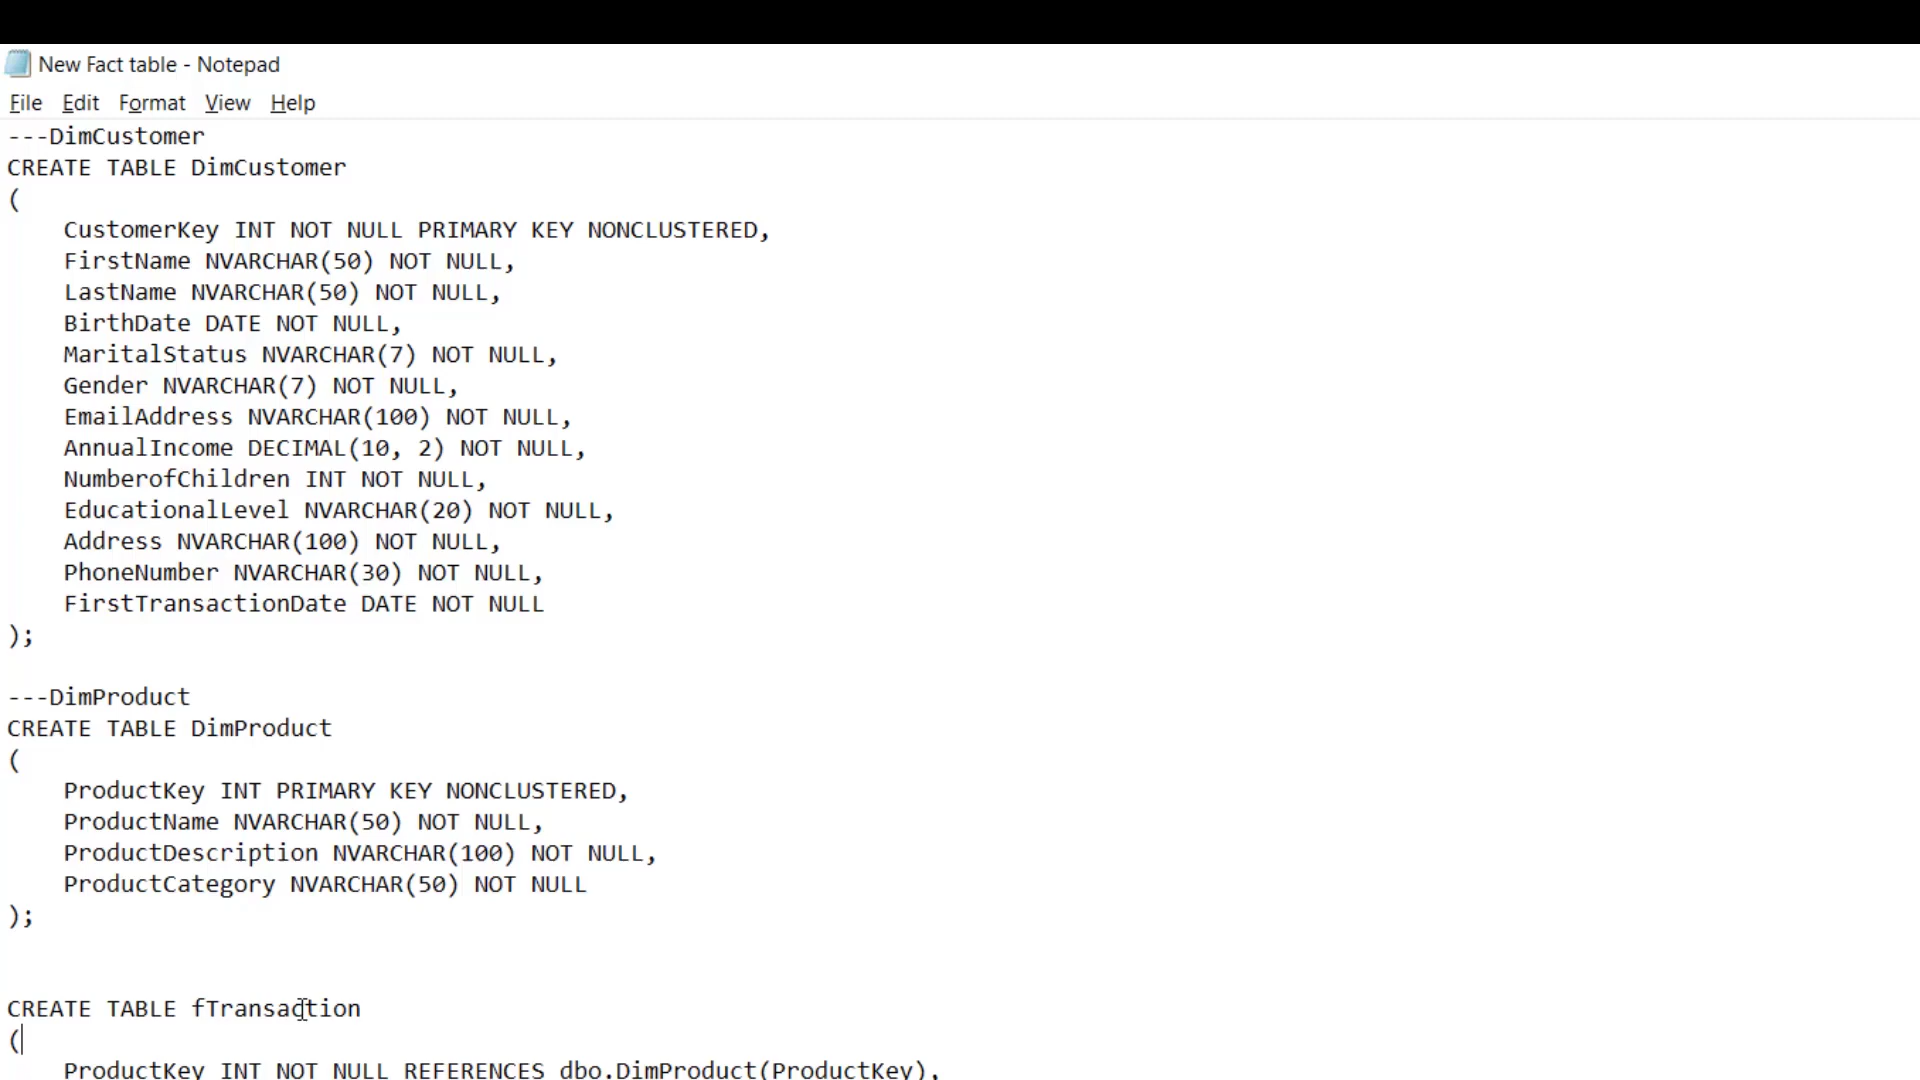 New Fact table - Notepad
File Edit Format View Help
---DimCustomer
CREATE TABLE DimCustomer
(
    CustomerKey INT NOT NULL PRIMARY KEY NONCLUSTERED,
    FirstName NVARCHAR(50) NOT NULL,
    LastName NVARCHAR(50) NOT NULL,
    BirthDate DATE NOT NULL,
    MaritalStatus NVARCHAR(7) NOT NULL,
    Gender NVARCHAR(7) NOT NULL,
    EmailAddress NVARCHAR(100) NOT NULL,
    AnnualIncome DECIMAL(10, 2) NOT NULL,
    NumberofChildren INT NOT NULL,
    EducationalLevel NVARCHAR(20) NOT NULL,
    Address NVARCHAR(100) NOT NULL,
    PhoneNumber NVARCHAR(30) NOT NULL,
    FirstTransactionDate DATE NOT NULL
);
---DimProduct
CREATE TABLE DimProduct
(
    ProductKey INT PRIMARY KEY NONCLUSTERED,
    ProductName NVARCHAR(50) NOT NULL,
    ProductDescription NVARCHAR(100) NOT NULL,
    ProductCategory NVARCHAR(50) NOT NULL
);
CREATE TABLE fTransaction
(
    ProductKey INT NOT NULL REFERENCES dbo.DimProduct(ProductKey),